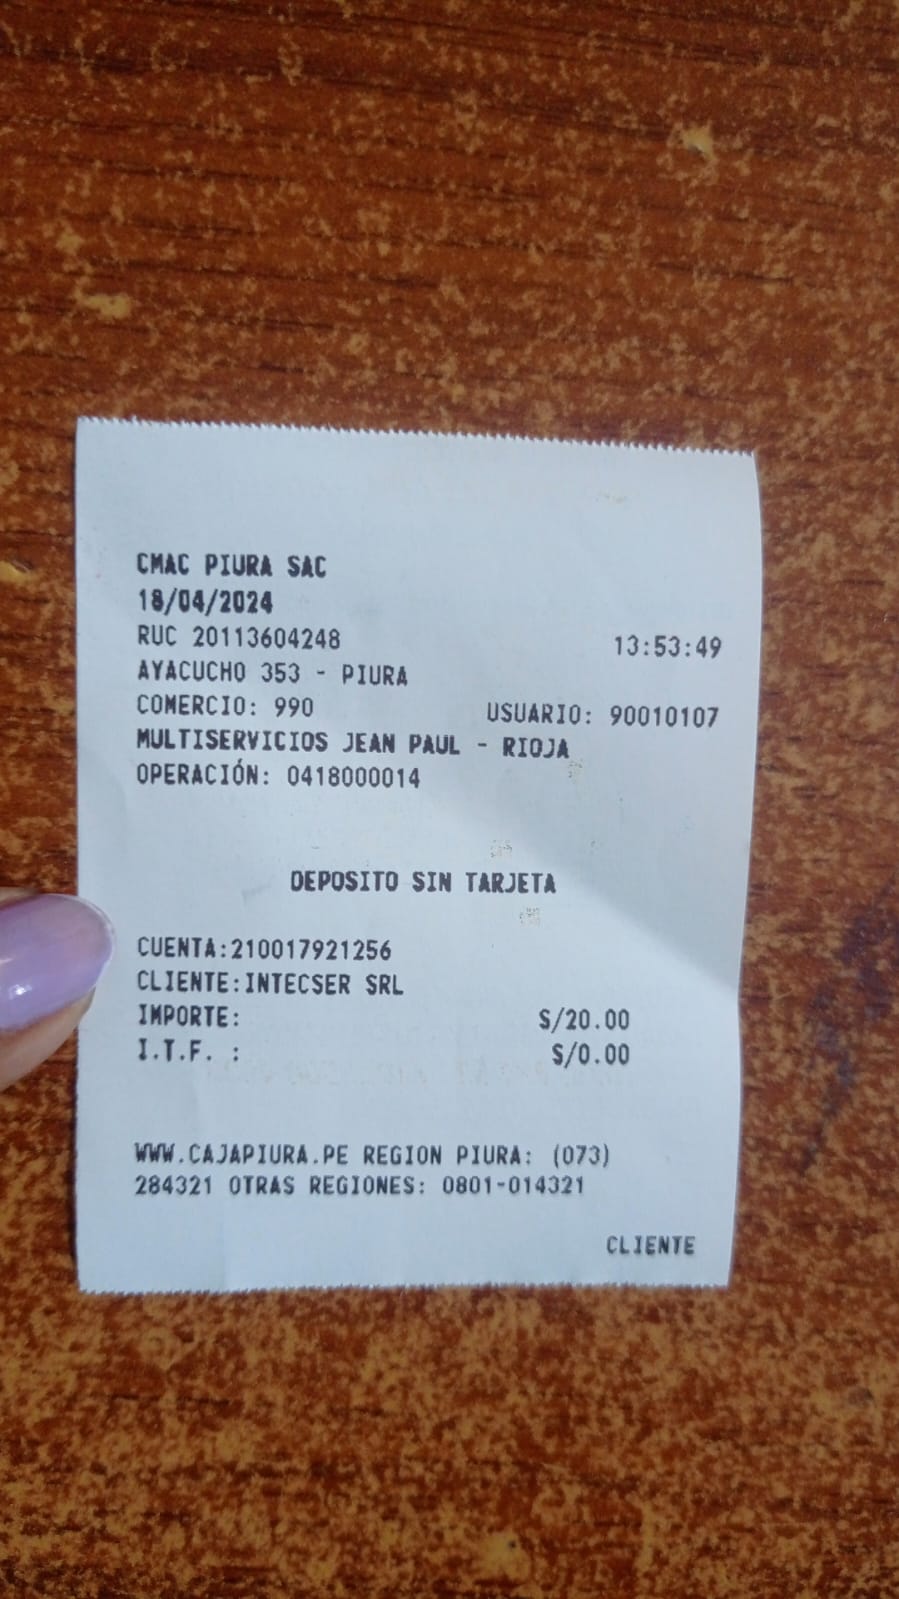 CMAC PIURA SAC
18/04/2024
RUC 20113604248 13:53:49
AYACUCHO 353 - PIURA
COMERCIO: 990 USUARIO: 90010107
MULTISERVICIOS JEAN PAUL - RIOJA
OPERACIÓN: 0418000014
DEPOSITO SIN TARJETA
CUENTA:210017921256
CLIENTE:INTECSER SRL
IMPORTE: S/20.00
I.T.F. : S/0.00
WWW.CAJAPIURA.PE REGION PIURA: (073)
284321 OTRAS REGIONES: 0801-014321
CLIENTE